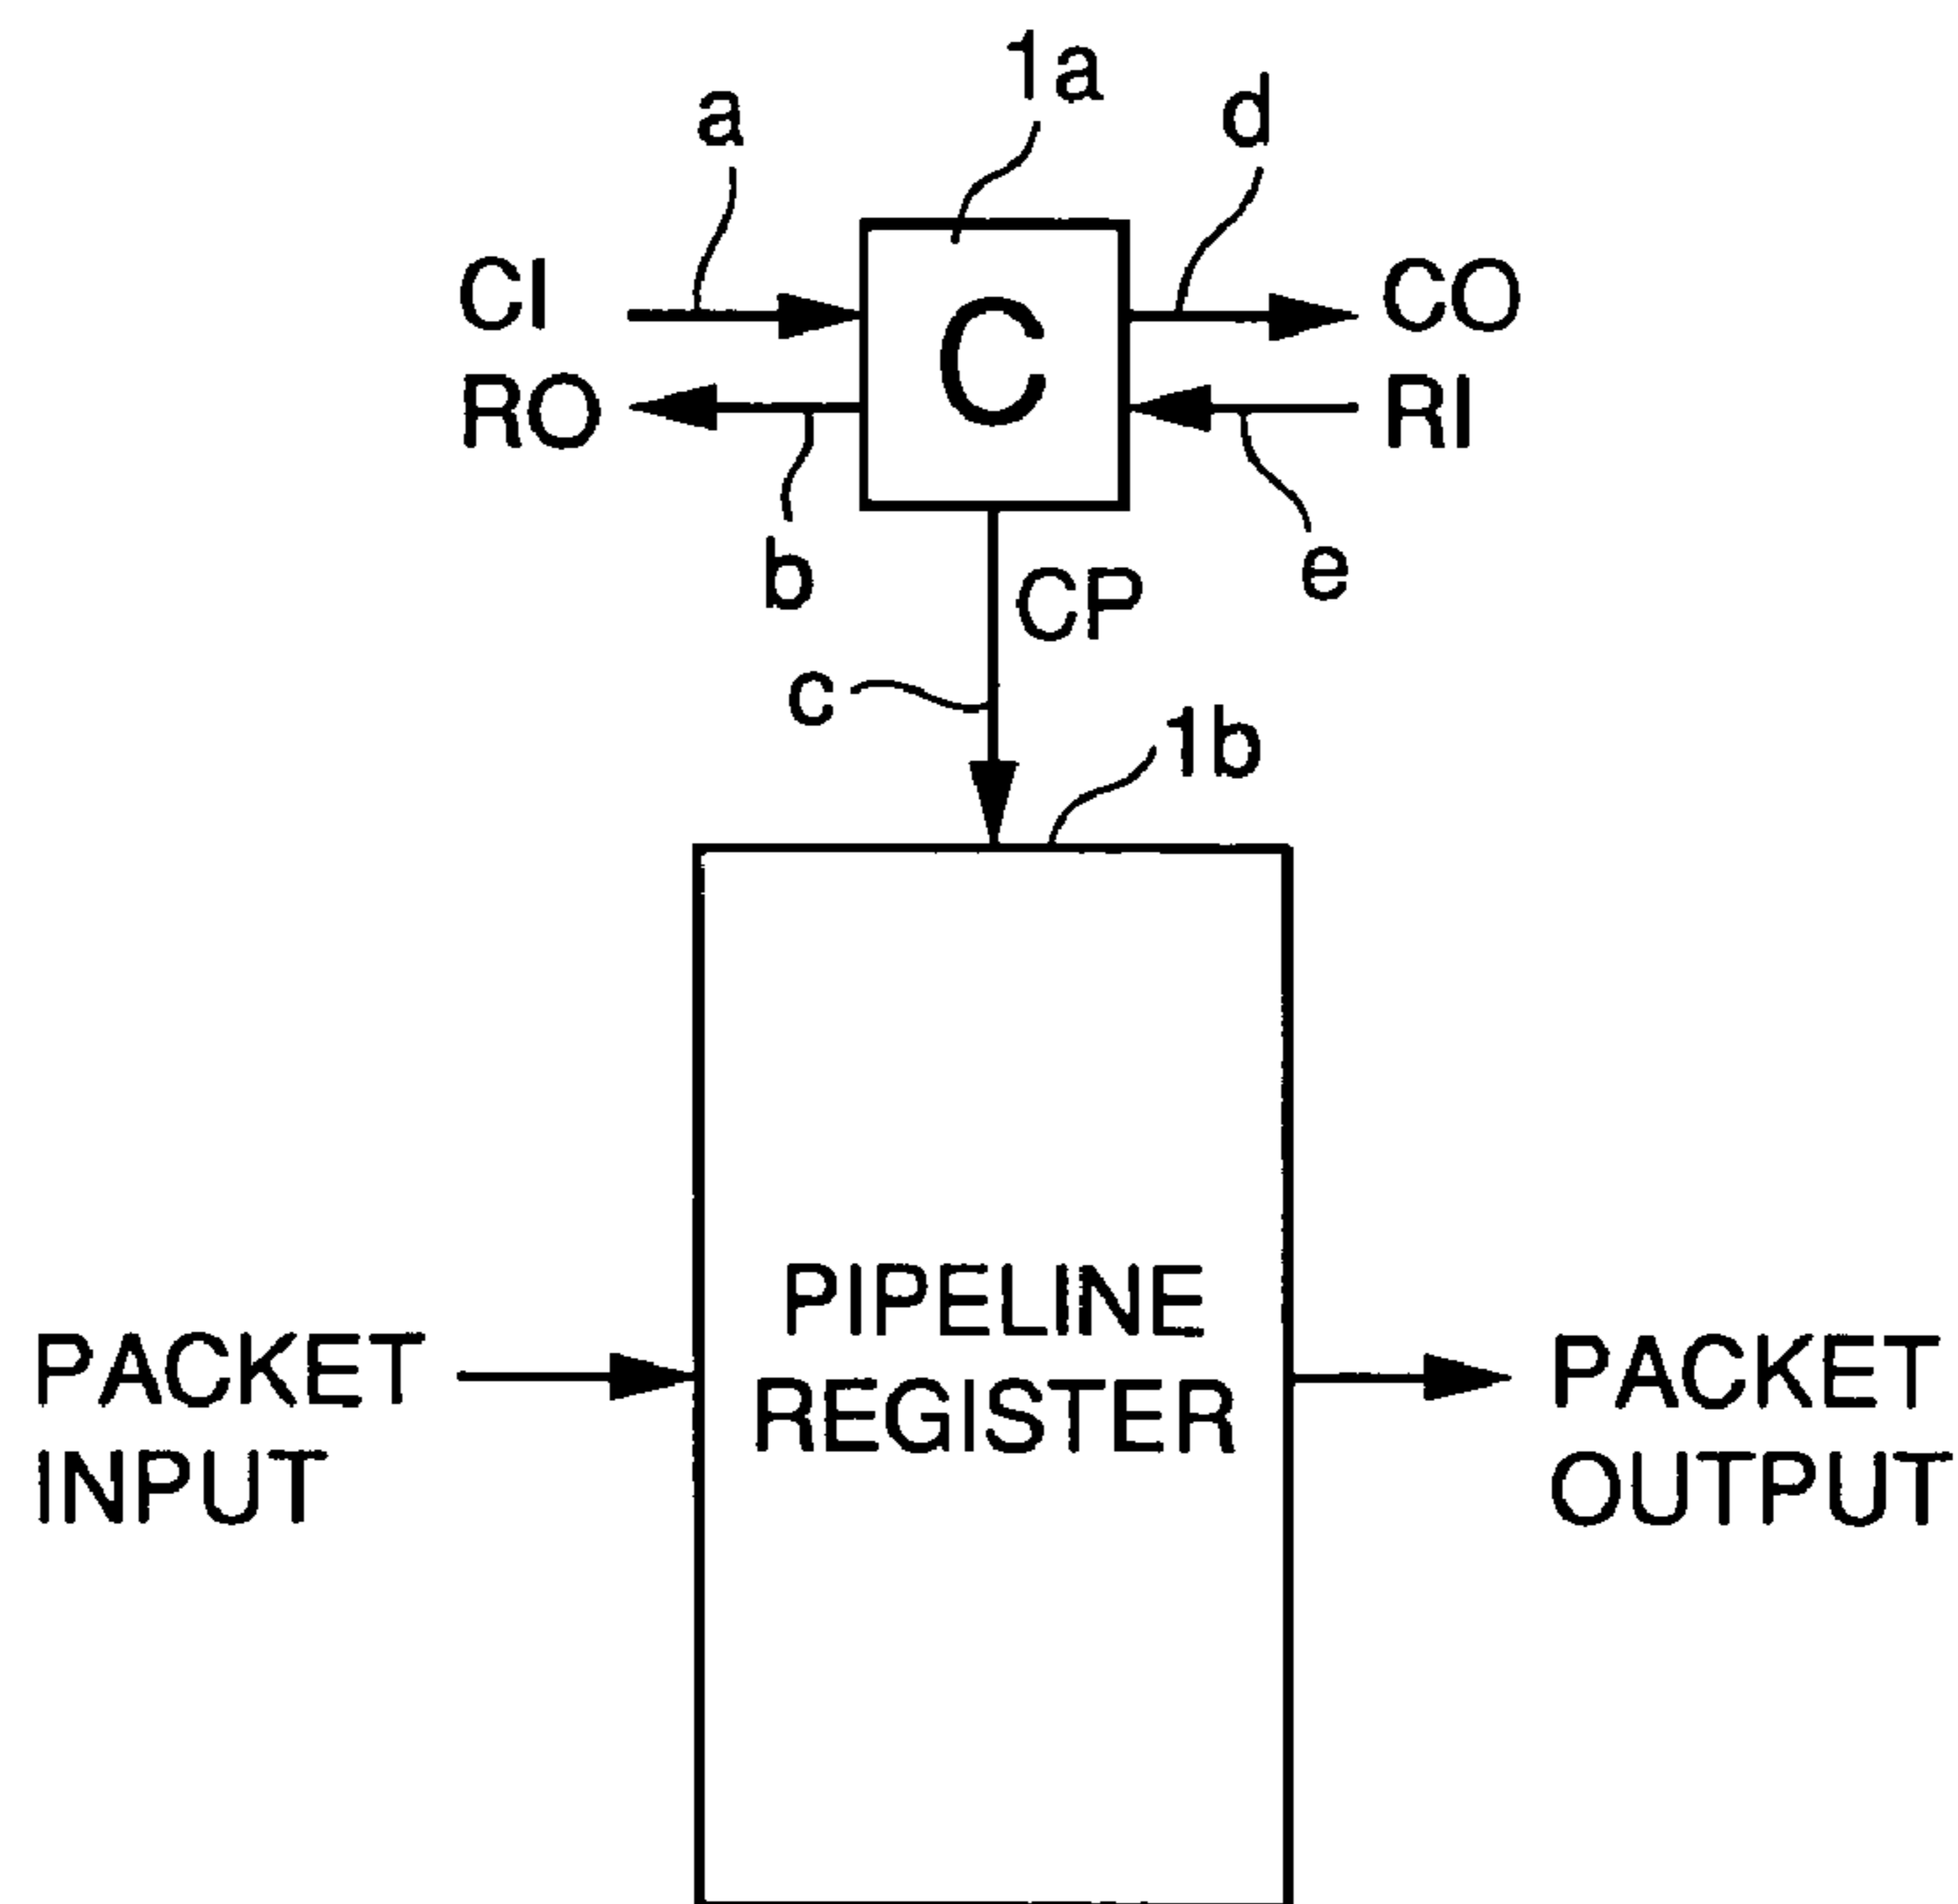 1a
a
d
CI
CO
C
RO
RI
b
e
CP
c
1b
PIPELINE
REGISTER
PACKET
INPUT
PACKET
OUTPUT